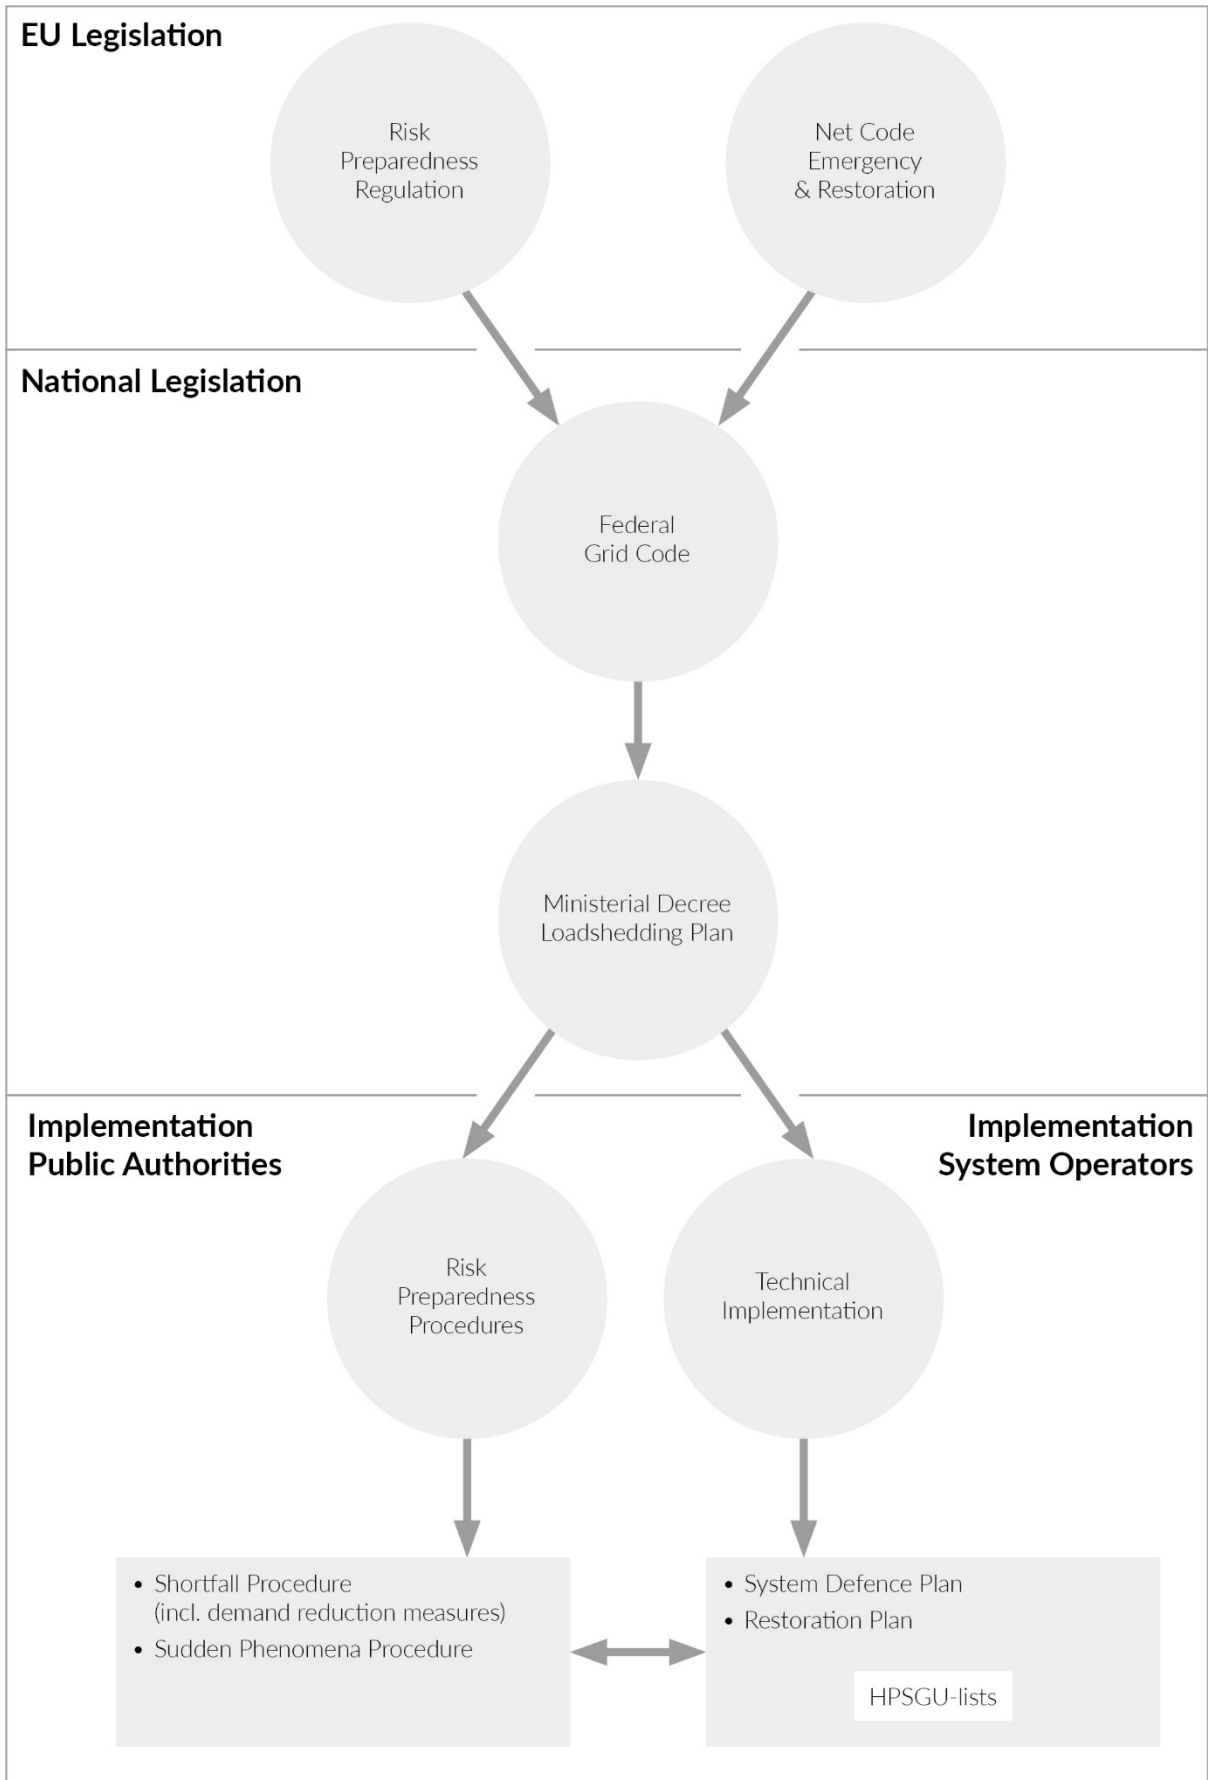 EU Legislation
Risk
Preparedness
Regulation
Net Code
Emergency
& Restoration
National Legislation
Federal
Grid Code
Ministerial Decree
Loadshedding Plan
Implementation
Public Authorities
Implementation
System Operators
Risk
Preparedness
Procedures
Technical
Implementation
• Shortfall Procedure
(incl. demand reduction measures)
• Sudden Phenomena Procedure
• System Defence Plan
• Restoration Plan
HPSGU-lists